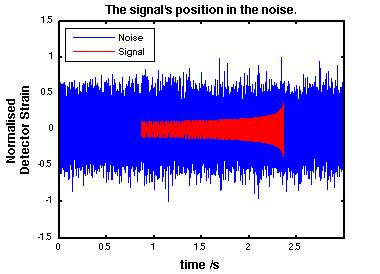 The signal's position in the noise.
Noise
Signal
Normalised
Detector Strain
1.5
1
0.5
0
-0.5
-1
-1.5
0 0.5 1 1.5 2 2.5
time /s